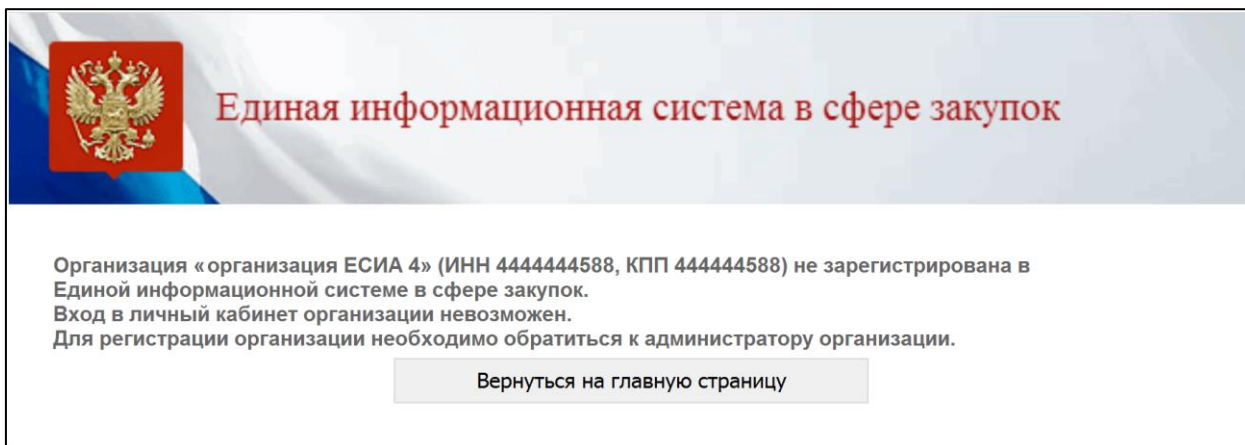 Единая информационная система в сфере закупок
Организация «организация ЕСИА 4» (ИНН 4444444588, КПП 444444588) не зарегистрирована в
Единой информационной системе в сфере закупок.
Вход в личный кабинет организации невозможен.
Для регистрации организации необходимо обратиться к администратору организации.
Вернуться на главную страницу